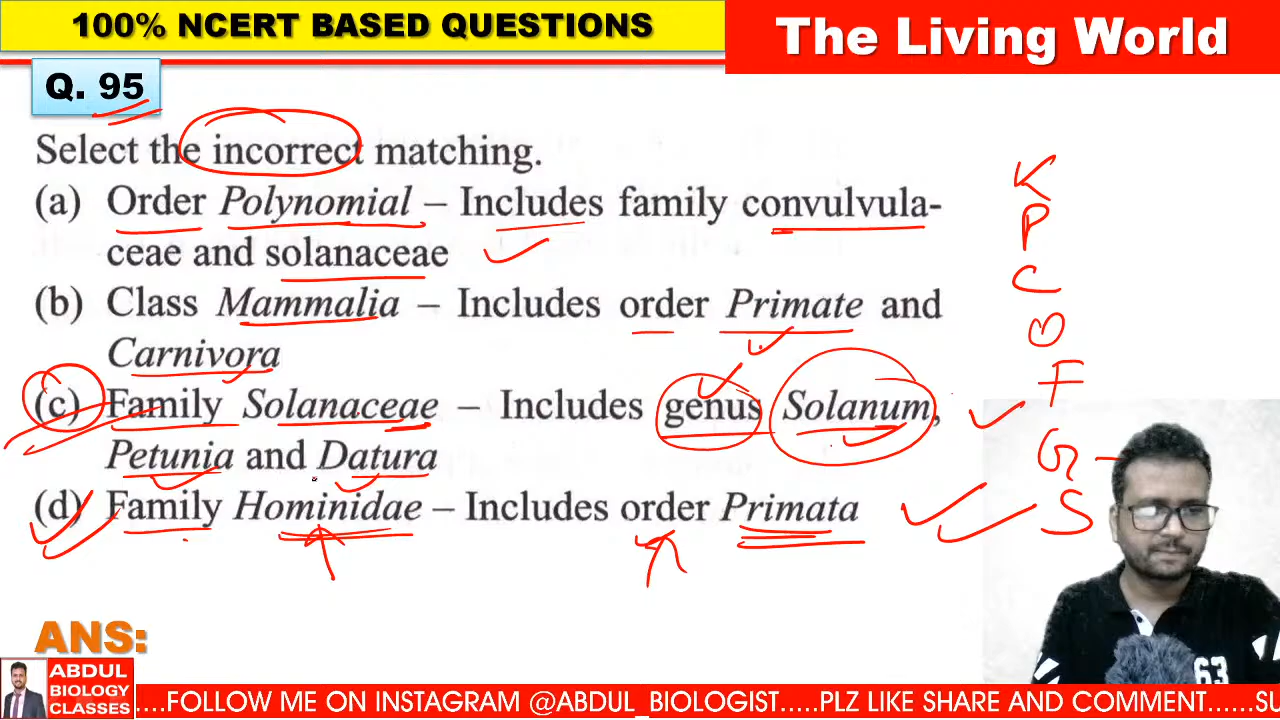 100% NCERT BASED QUESTIONS
The Living World
Q. 95
Select the incorrect matching.
(a) Order Polynomial – Includes family convulvula-
ceae and solanaceae
(b) Class Mammalia – Includes order Primate and
Carnivora
(c) Family Solanaceae – Includes genus Solanum,
Petunia and Datura
(d) Family Hominidae – Includes order Primata
K
P
C
O
F
G -
S
ANS:
ABDUL
BIOLOGY
CLASSES
63
....FOLLOW ME ON INSTAGRAM @ABDUL_BIOLOGIST.....PLZ LIKE SHARE AND COMMENT......SU